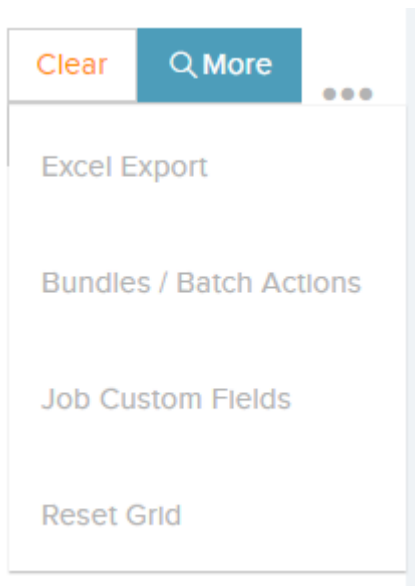 Clear
More
Excel Export
Bundles / Batch Actions
Job Custom Fields
Reset Grid